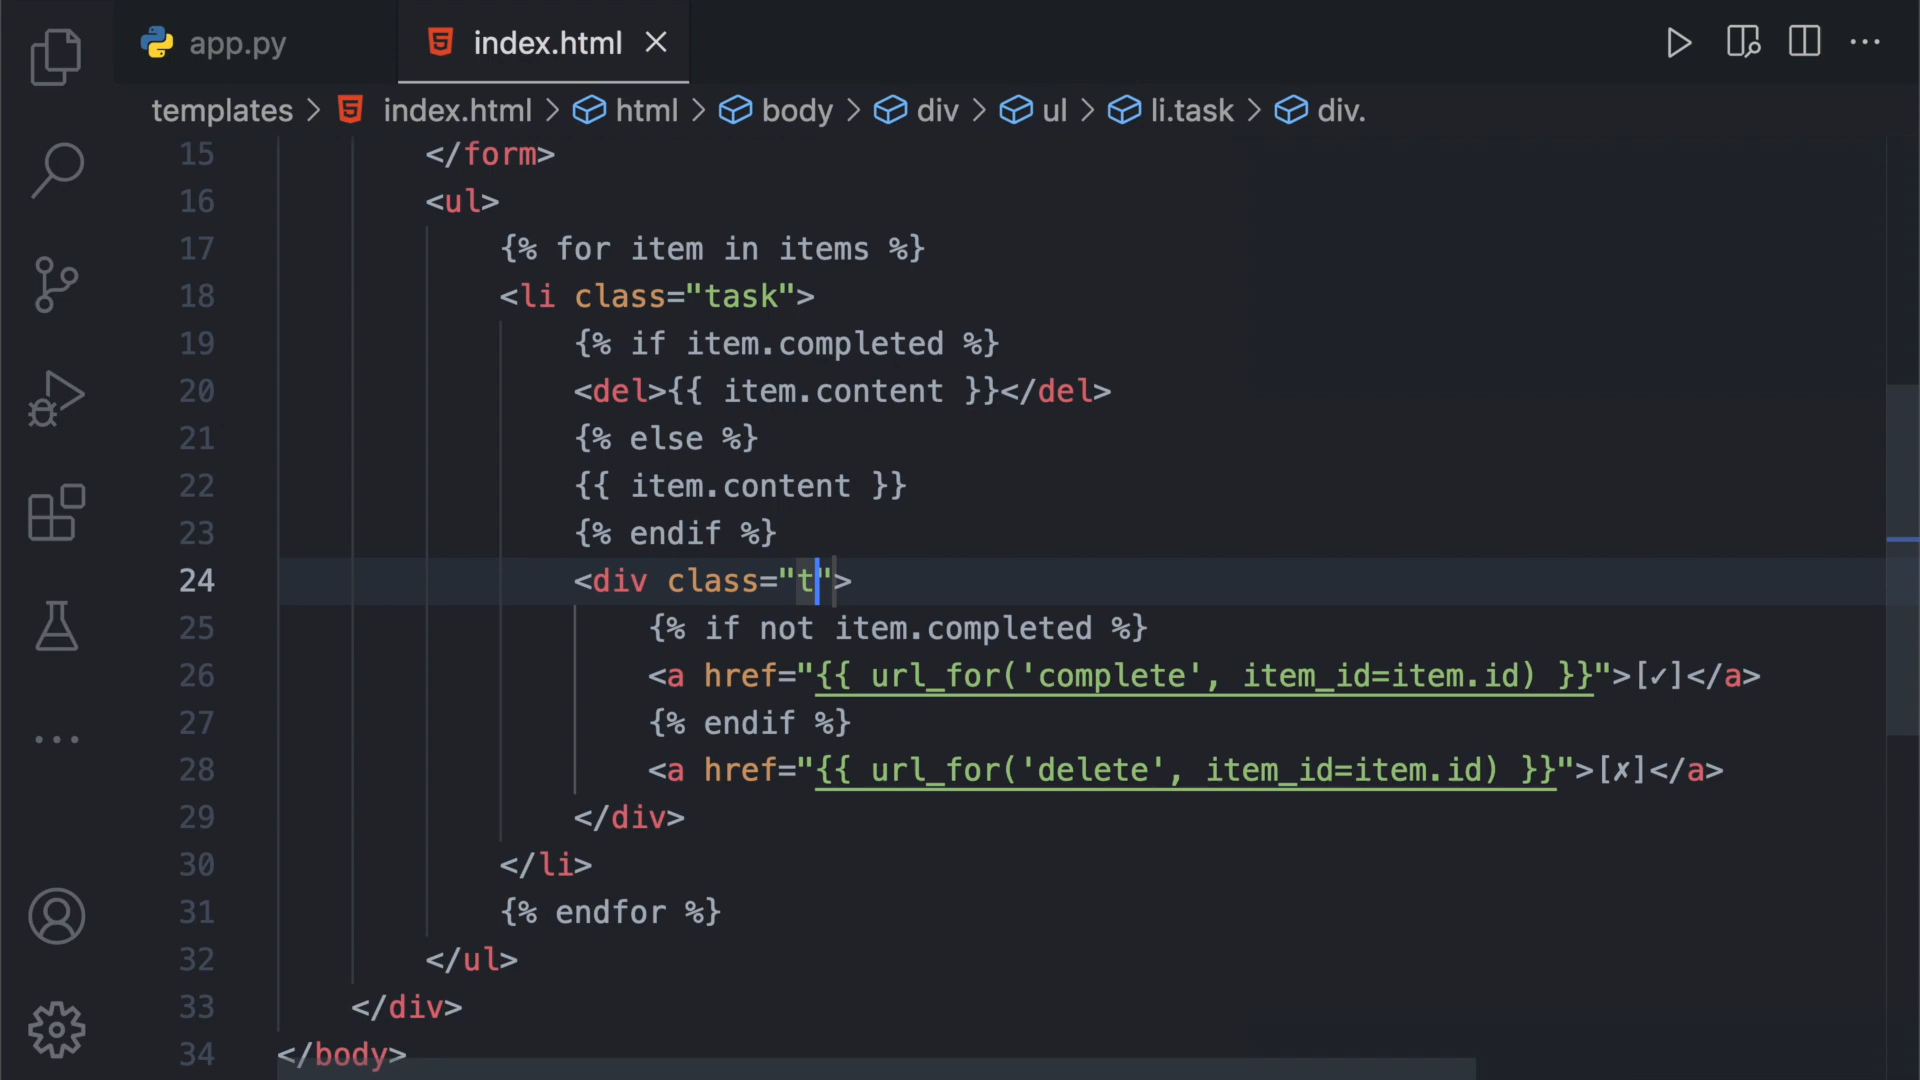 app.py index.html
templates > index.html > html > body > div > ul > li.task > div.
15 </form>
16 <ul>
17 {% for item in items %}
18 <li class="task">
19 {% if item.completed %}
20 <del>{{ item.content }}</del>
21 {% else %}
22 {{ item.content }}
23 {% endif %}
24 <div class="t">
25 {% if not item.completed %}
26 <a href="{{ url_for('complete', item_id=item.id) }}">[✓]</a>
27 {% endif %}
28 <a href="{{ url_for('delete', item_id=item.id) }}">[✗]</a>
29 </div>
30 </li>
31 {% endfor %}
32 </ul>
33 </div>
34 </body>